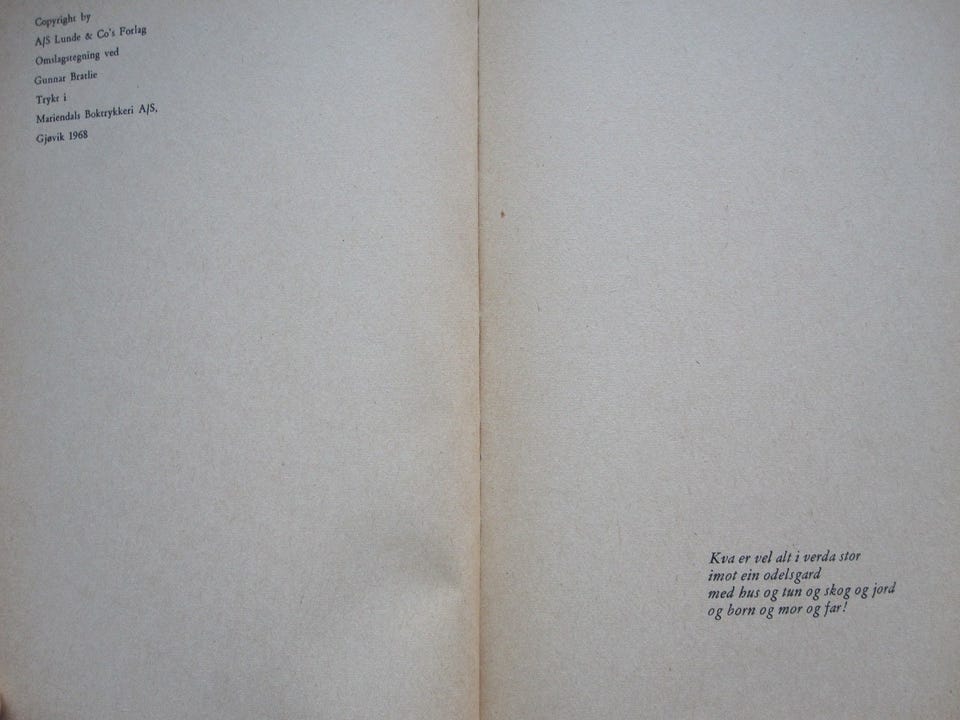 Copyright by
A/S Lunde & Co's Forlag
Omslagstegning ved
Gunnar Bratlie
Trykt i
Mariendals Boktrykkeri A/S,
Gjøvik 1968
Kva er vel alt i verda stor
imot ein odelsgard
med hus og tun og skog og jord
og born og mor og far!